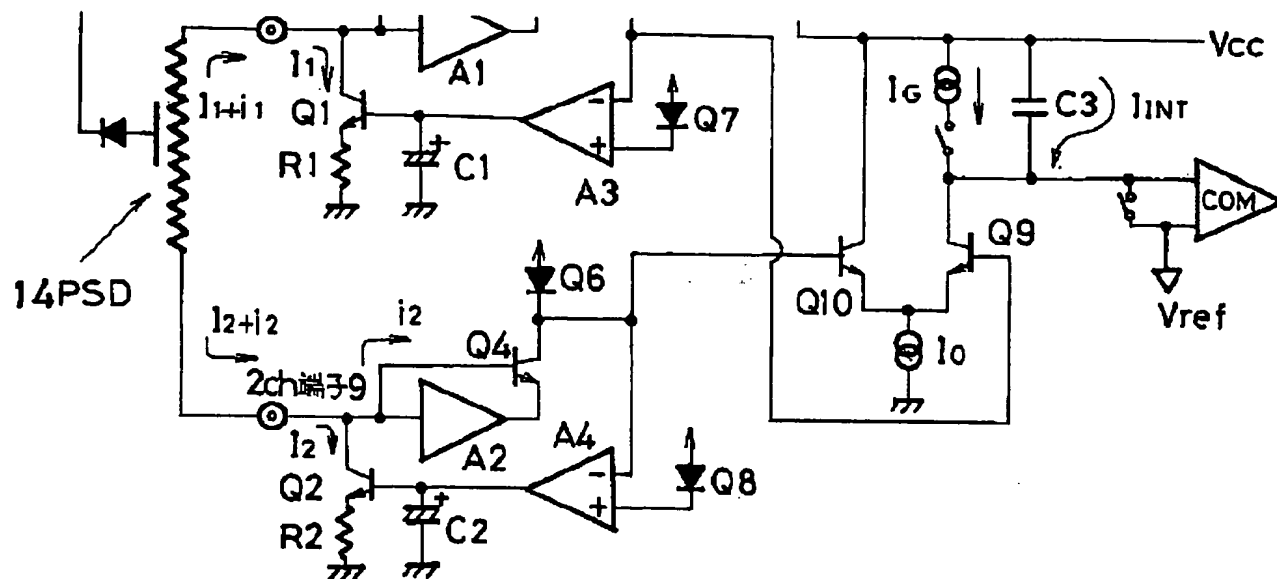 A1
VCC
I1
I1+i1
Q1
-
+
Q7
IG
C3
IINT
R1
+
C1
A3
COM
Q9
14PSD
Q6
Q10
Vref
I2+i2
i2
Q4
IO
2ch端子9
A2
A4
I2
-
+
Q8
Q2
+
R2
C2